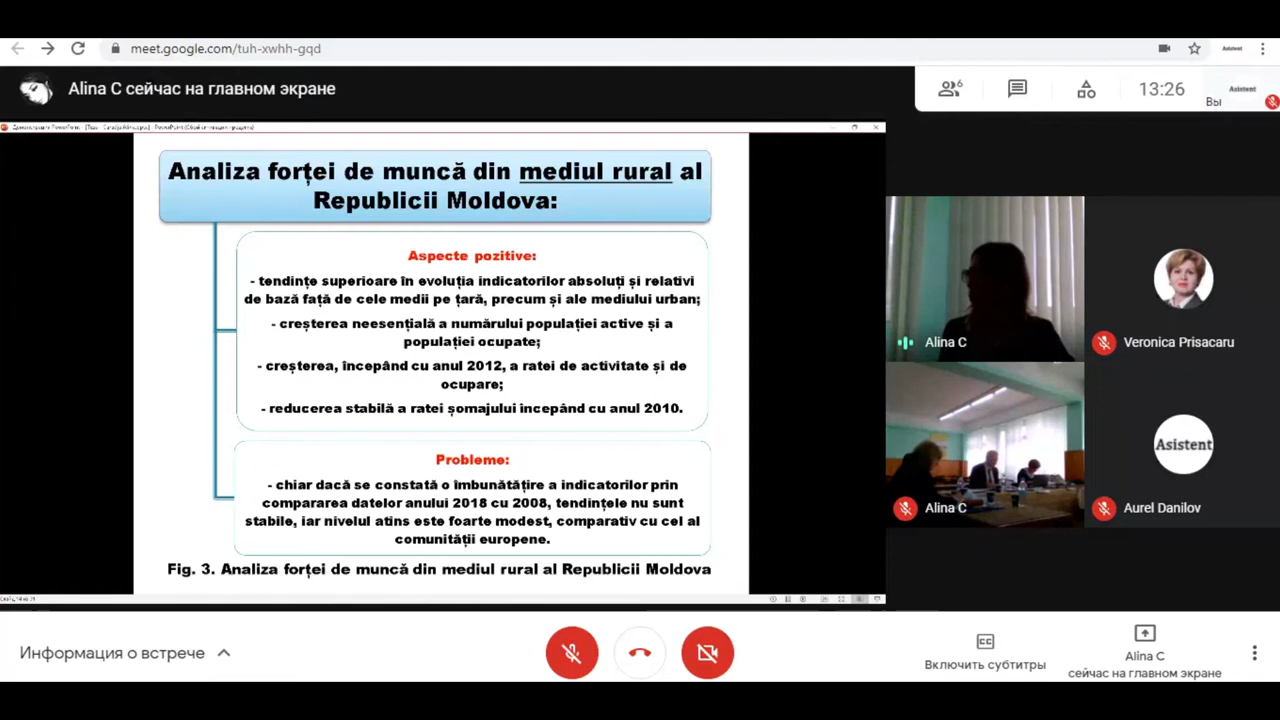 meet.google.com/tuh-xwhh-gqd
Asistent
Alina C сейчас на главном экране
6
13:26
Asistent
Вы
Analiza forței de muncă din mediul rural al
Republicii Moldova:
Aspecte pozitive:
- tendințe superioare în evoluția indicatorilor absoluți și relativi
de bază față de cele medii pe țară, precum și ale mediului urban;
- creșterea neesențială a numărului populației active și a
populației ocupate;
- creșterea, începând cu anul 2012, a ratei de activitate și de
ocupare;
- reducerea stabilă a ratei șomajului începând cu anul 2010.
Probleme:
- chiar dacă se constată o îmbunătățire a indicatorilor prin
compararea datelor anului 2018 cu 2008, tendințele nu sunt
stabile, iar nivelul atins este foarte modest, comparativ cu cel al
comunității europene.
Fig. 3. Analiza forței de muncă din mediul rural al Republicii Moldova
Alina C
Veronica Prisacaru
Alina C
Asistent
Aurel Danilov
Информация о встрече
CC
Включить субтитры
Alina C
сейчас на главном экране